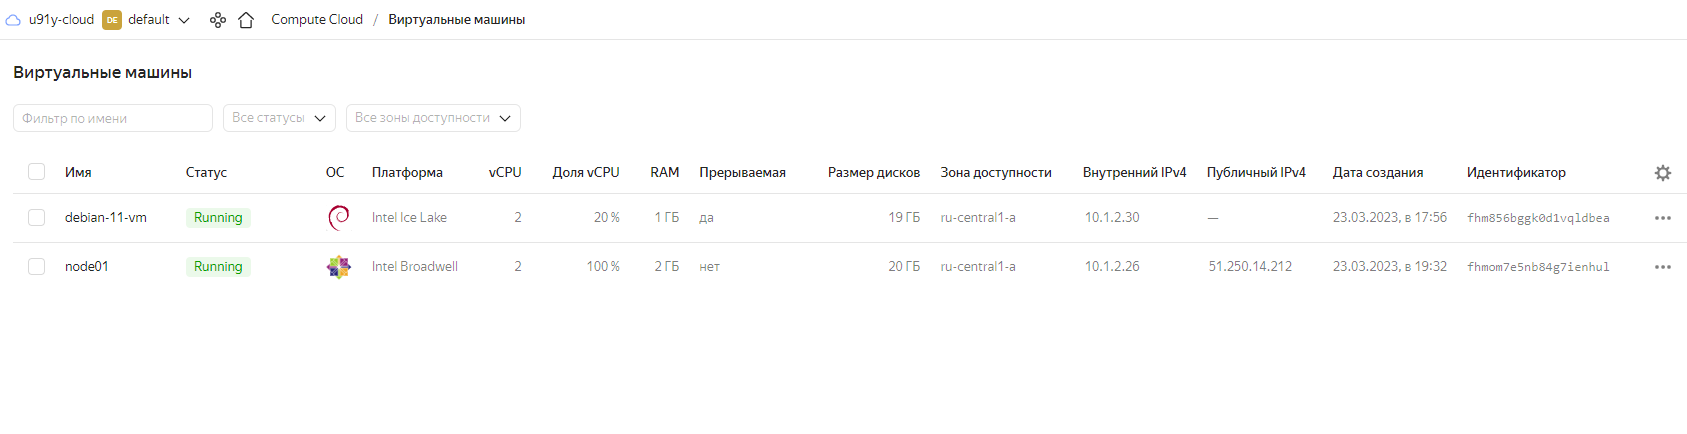 u91y-cloud DE default Compute Cloud / Виртуальные машины
Виртуальные машины
Фильтр по имени Все статусы Все зоны доступности
Имя Статус ОС Платформа vCPU Доля vCPU RAM Прерываемая Размер дисков Зона доступности Внутренний IPv4 Публичный IPv4 Дата создания Идентификатор
debian-11-vm Running Intel Ice Lake 2 20 % 1 ГБ да 19 ГБ ru-central1-a 10.1.2.30 — 23.03.2023, в 17:56 fhm856bggk0d1vqldbea
node01 Running Intel Broadwell 2 100 % 2 ГБ нет 20 ГБ ru-central1-a 10.1.2.26 51.250.14.212 23.03.2023, в 19:32 fhmom7e5nb84g7ienhul